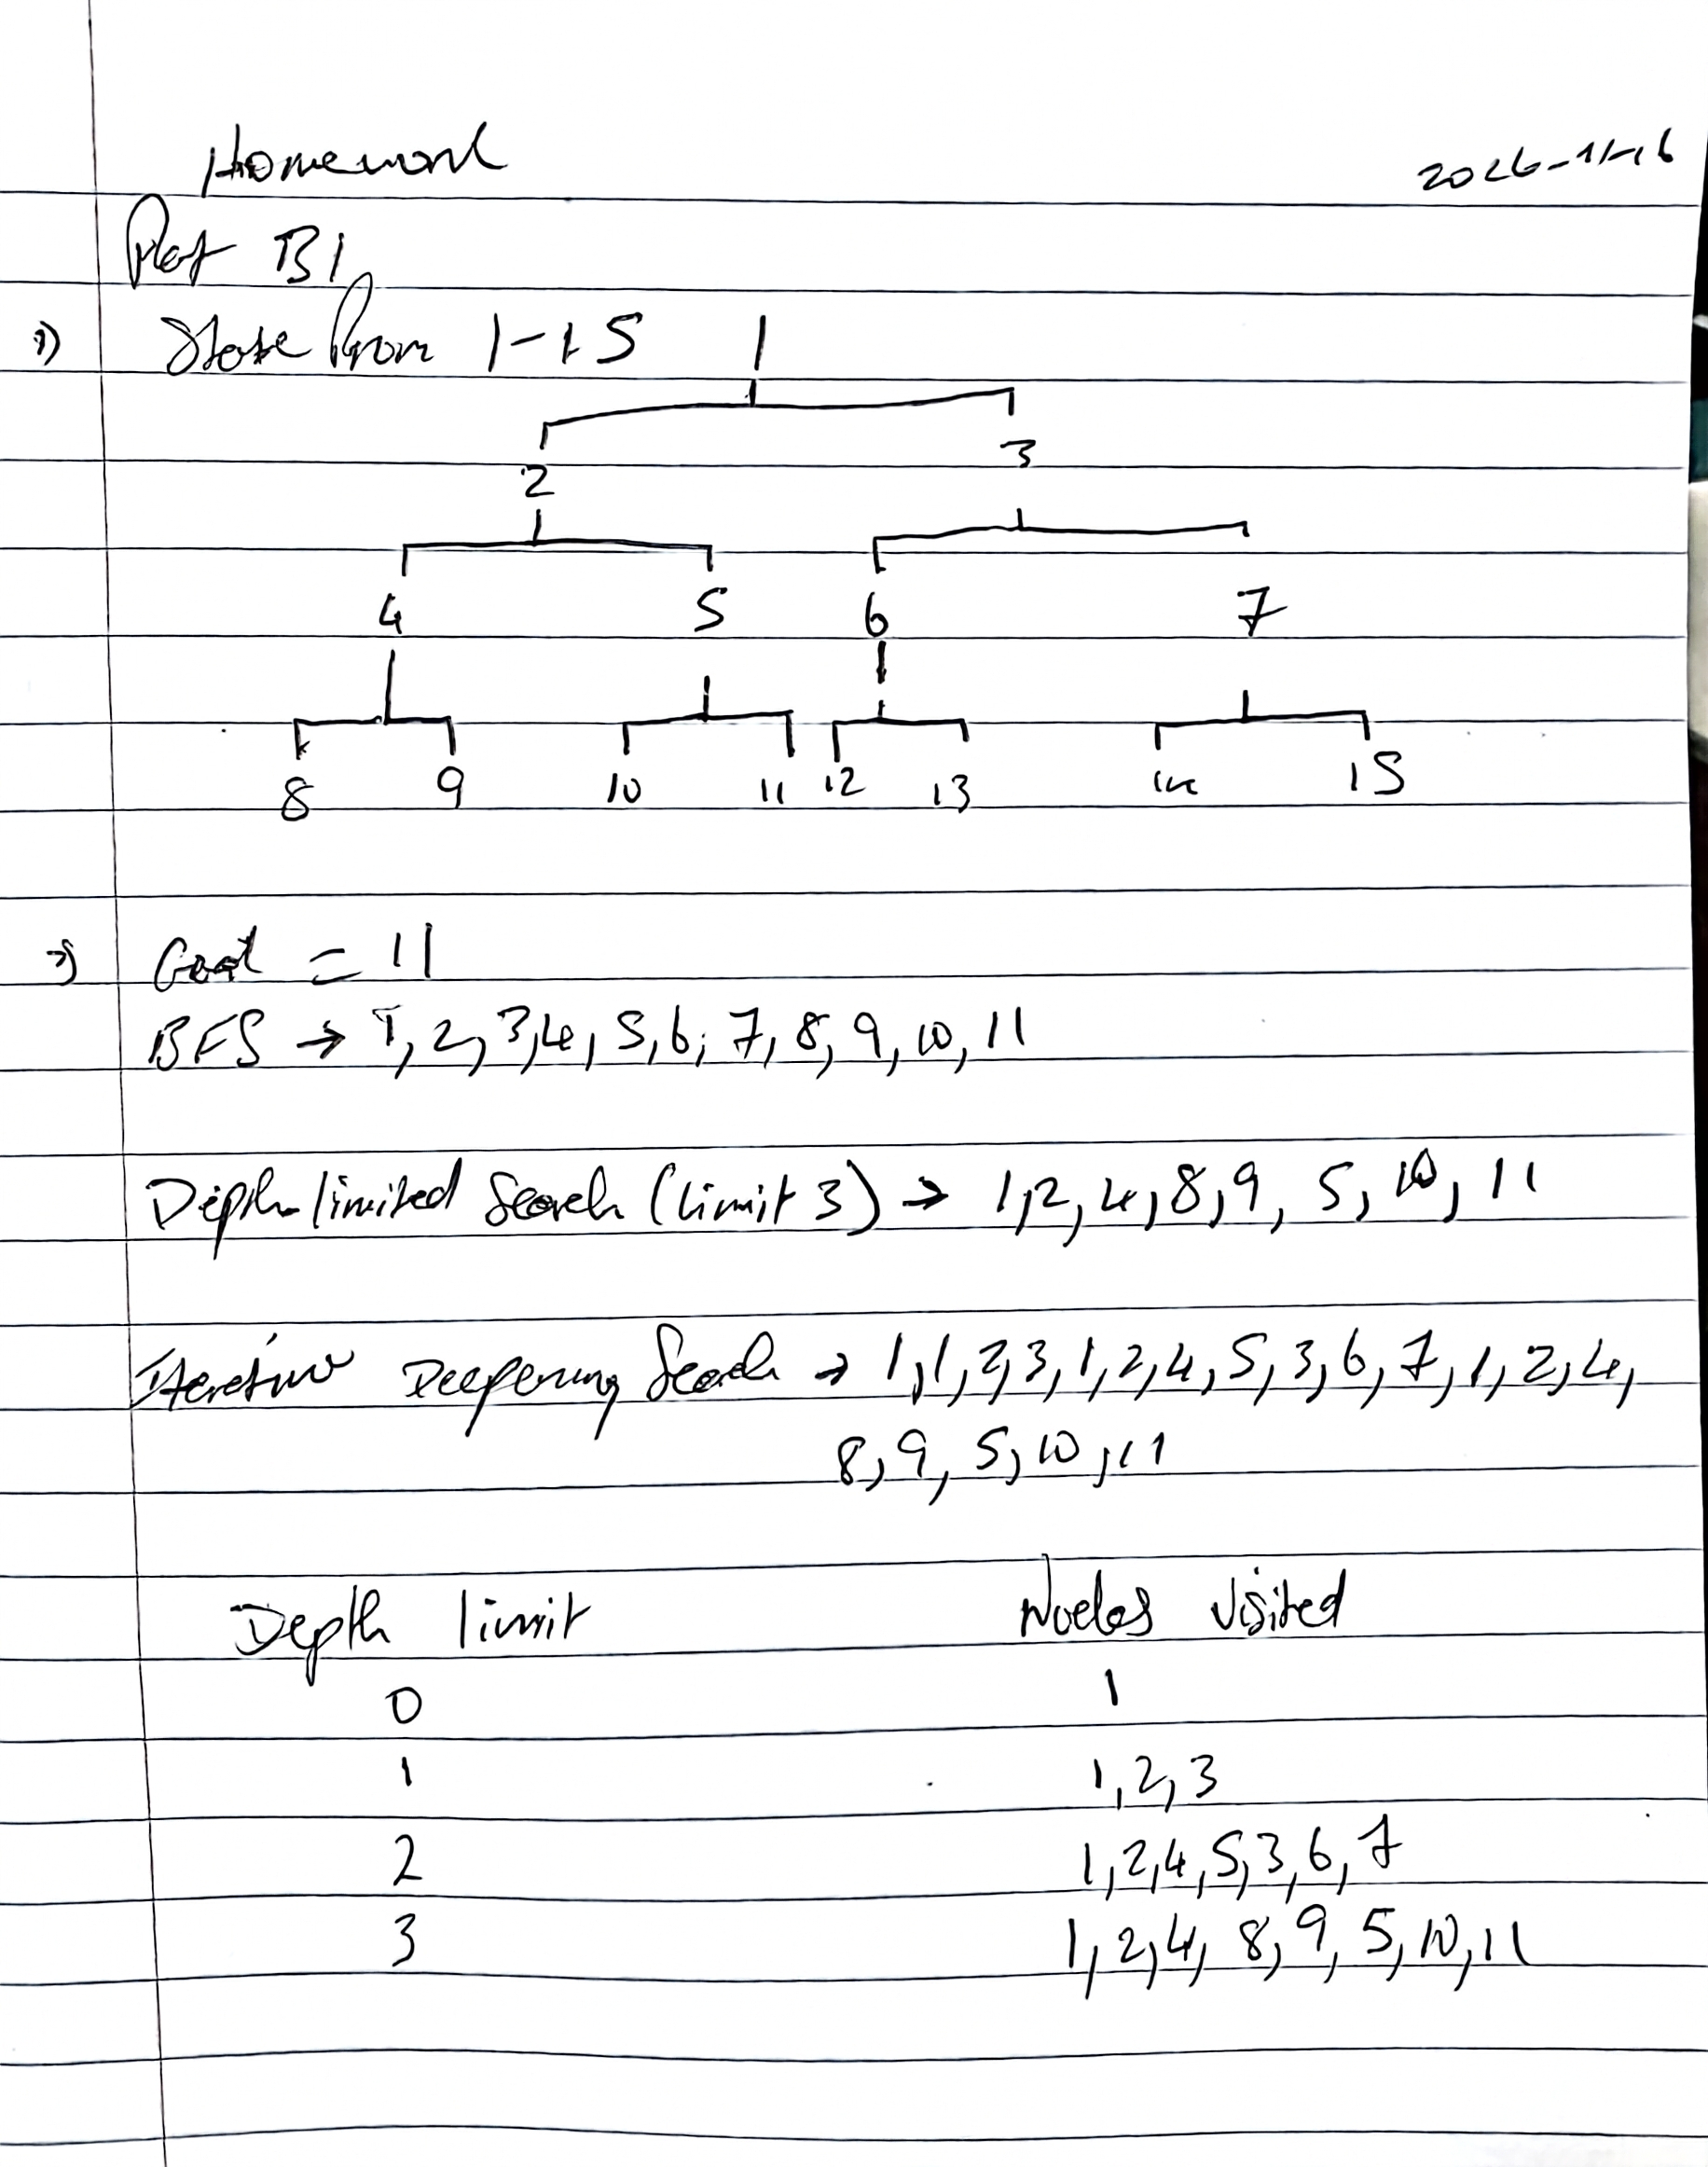 Homework
2026-11-16
Part B1
1) State from 1-15
1
2 3
4 5 6 7
8 9 10 11 12 13 14 15
2) Goal = 11
BFS → 1, 2, 3, 4, 5, 6, 7, 8, 9, 10, 11
Depth limited Search (limit 3) → 1, 2, 4, 8, 9, 5, 10, 11
Iterative Deepening Search → 1, 1, 2, 3, 1, 2, 4, 5, 3, 6, 7, 1, 2, 4,
8, 9, 5, 10, 11
Depth limit Nodes visited
0 1
1 1, 2, 3
2 1, 2, 4, 5, 3, 6, 7
3 1, 2, 4, 8, 9, 5, 10, 11